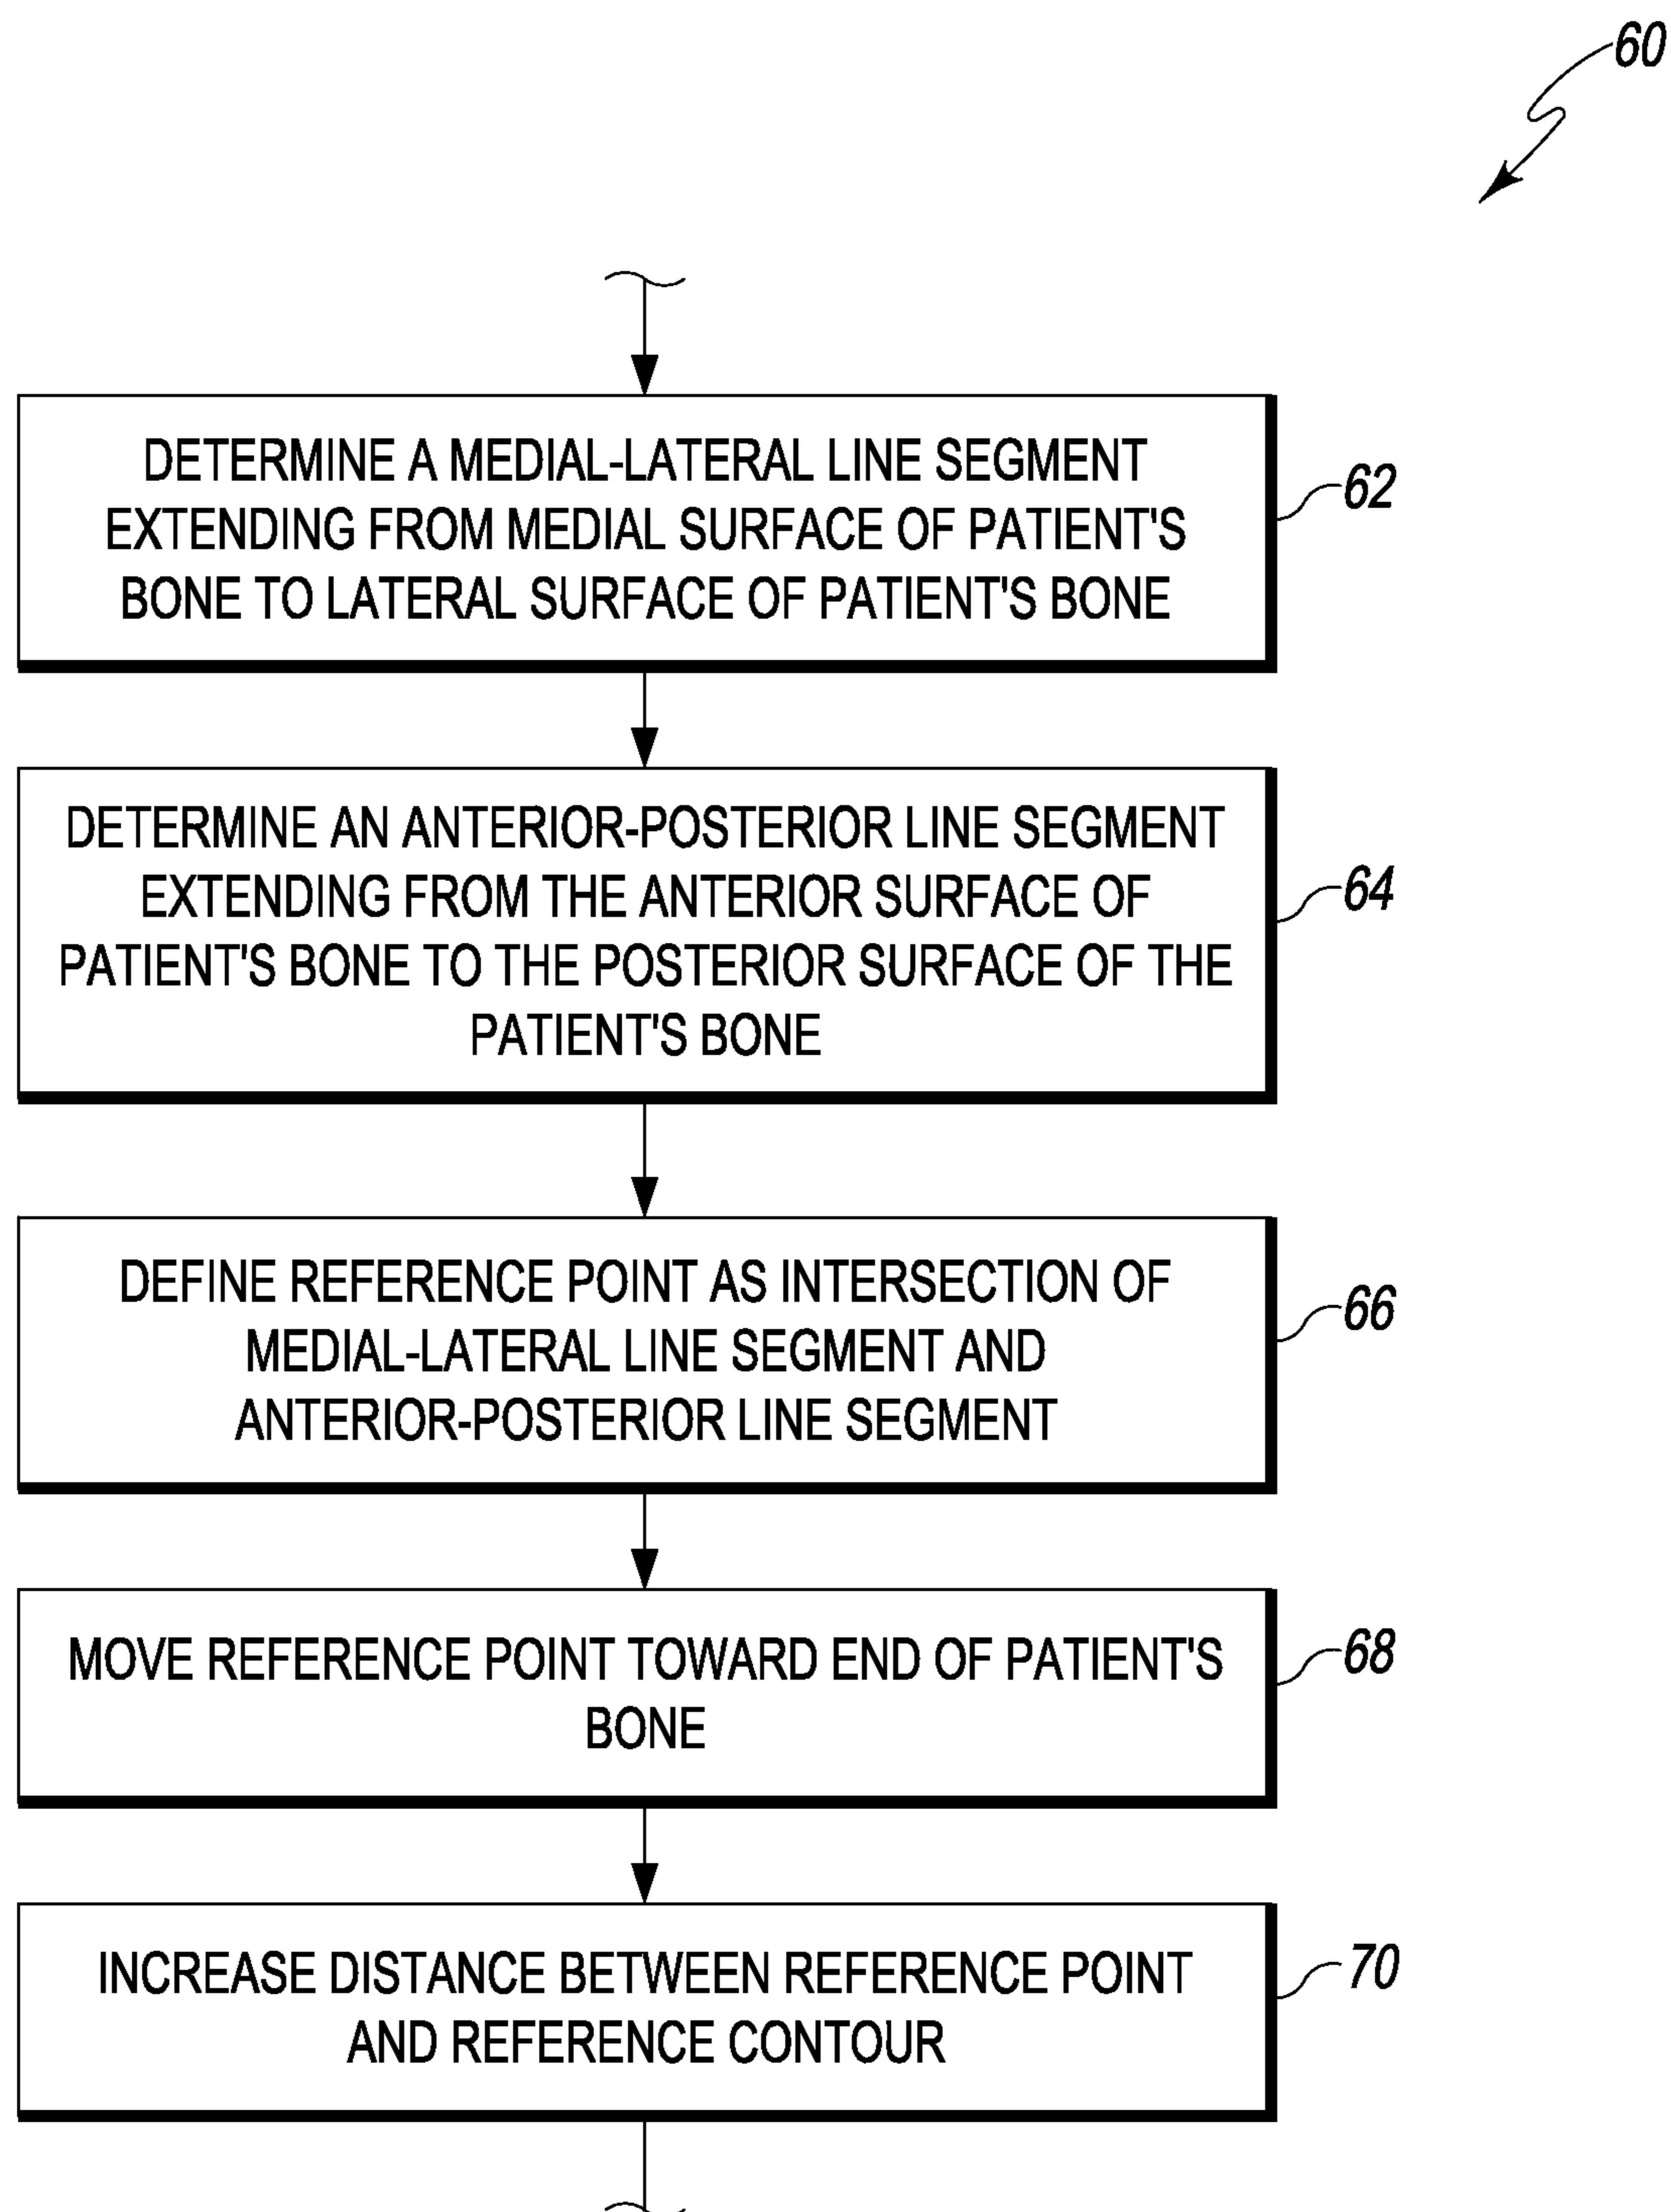 60
DETERMINE A MEDIAL-LATERAL LINE SEGMENT
EXTENDING FROM MEDIAL SURFACE OF PATIENT'S
BONE TO LATERAL SURFACE OF PATIENT'S BONE
62
DETERMINE AN ANTERIOR-POSTERIOR LINE SEGMENT
EXTENDING FROM THE ANTERIOR SURFACE OF
PATIENT'S BONE TO THE POSTERIOR SURFACE OF THE
PATIENT'S BONE
64
DEFINE REFERENCE POINT AS INTERSECTION OF
MEDIAL-LATERAL LINE SEGMENT AND
ANTERIOR-POSTERIOR LINE SEGMENT
66
MOVE REFERENCE POINT TOWARD END OF PATIENT'S
BONE
68
INCREASE DISTANCE BETWEEN REFERENCE POINT
AND REFERENCE CONTOUR
70